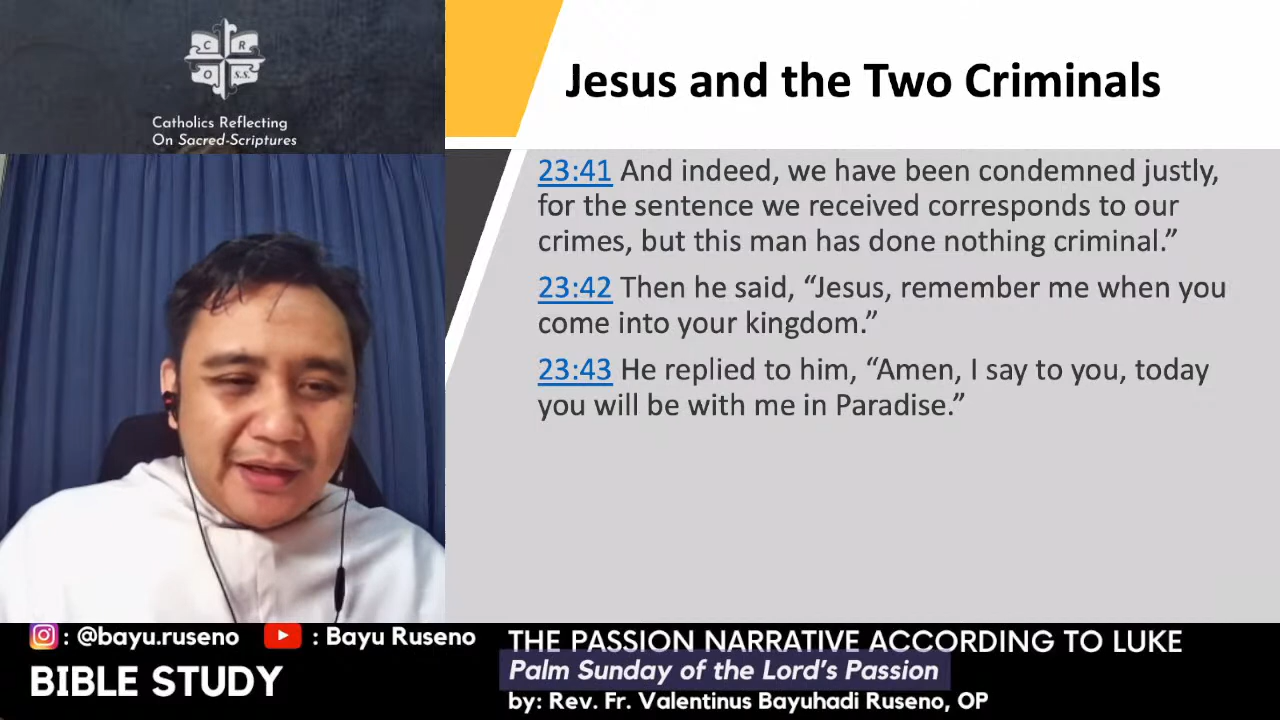 C R
O S.S.
Catholics Reflecting
On Sacred-Scriptures
Jesus and the Two Criminals
23:41 And indeed, we have been condemned justly,
for the sentence we received corresponds to our
crimes, but this man has done nothing criminal.”
23:42 Then he said, “Jesus, remember me when you
come into your kingdom.”
23:43 He replied to him, “Amen, I say to you, today
you will be with me in Paradise.”
: @bayu.ruseno : Bayu Ruseno
BIBLE STUDY
THE PASSION NARRATIVE ACCORDING TO LUKE
Palm Sunday of the Lord’s Passion
by: Rev. Fr. Valentinus Bayuhadi Ruseno, OP